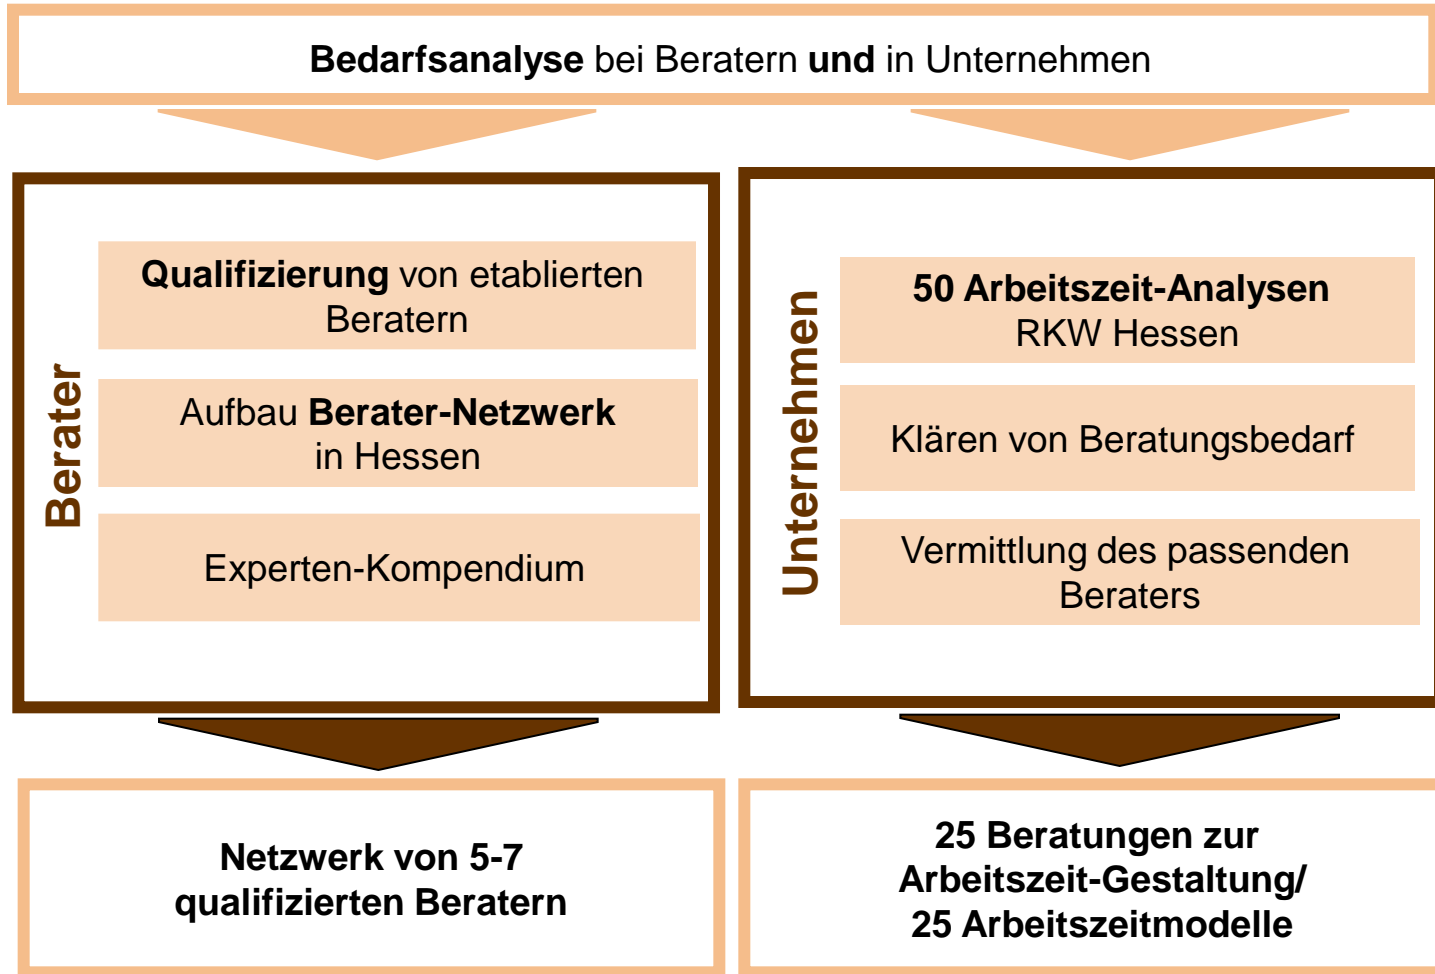 Bedarfsanalyse bei Beratern und in Unternehmen
Berater
Qualifizierung von etablierten
Beratern
Aufbau Berater-Netzwerk
in Hessen
Experten-Kompendium
Unternehmen
50 Arbeitszeit-Analysen
RKW Hessen
Klären von Beratungsbedarf
Vermittlung des passenden
Beraters
Netzwerk von 5-7
qualifizierten Beratern
25 Beratungen zur
Arbeitszeit-Gestaltung/
25 Arbeitszeitmodelle